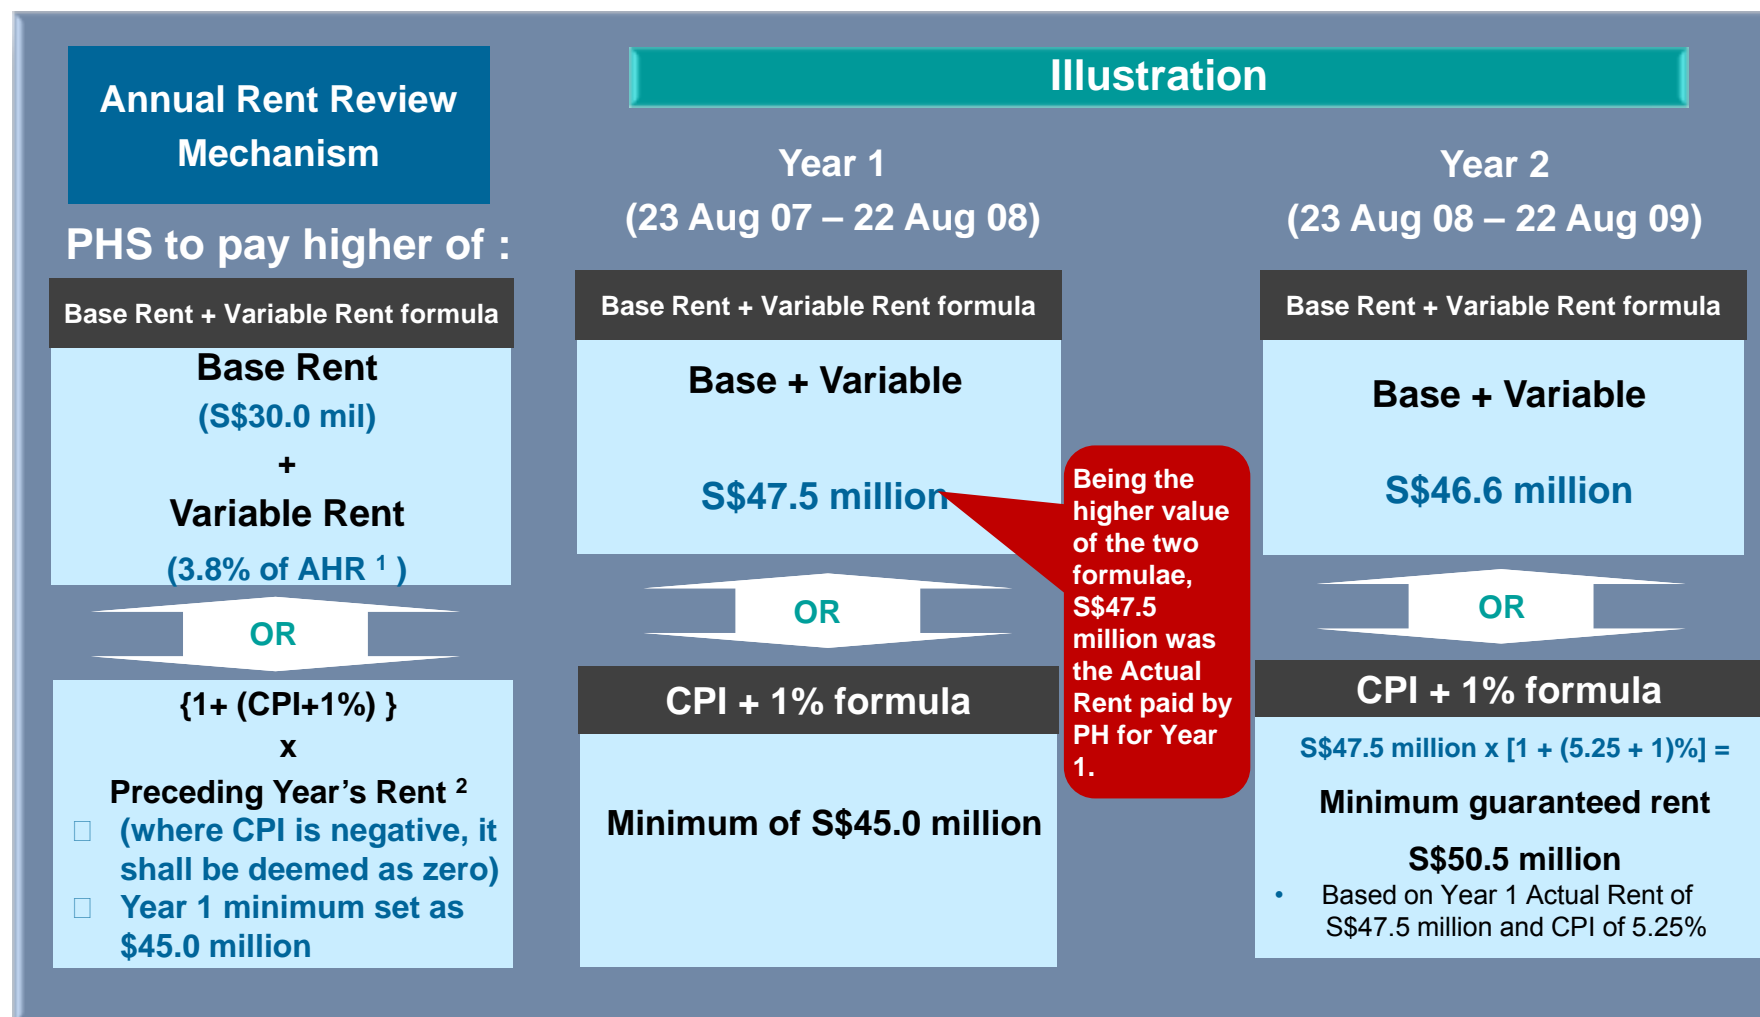 Annual Rent Review
Mechanism
PHS to pay higher of :
Base Rent + Variable Rent formula
Base Rent
(S$30.0 mil)
+
Variable Rent
(3.8% of AHR ¹ )
OR
{1+ (CPI+1%) }
x
Preceding Year’s Rent ²
(where CPI is negative, it
shall be deemed as zero)
Year 1 minimum set as
$45.0 million
Illustration
Year 1
(23 Aug 07 – 22 Aug 08)
Base Rent + Variable Rent formula
Base + Variable
S$47.5 million
OR
CPI + 1% formula
Minimum of S$45.0 million
Being the
higher value
of the two
formulae,
S$47.5
million was
the Actual
Rent paid by
PH for Year
1.
Year 2
(23 Aug 08 – 22 Aug 09)
Base Rent + Variable Rent formula
Base + Variable
S$46.6 million
OR
CPI + 1% formula
S$47.5 million x [1 + (5.25 + 1)%] =
Minimum guaranteed rent
S$50.5 million
• Based on Year 1 Actual Rent of
S$47.5 million and CPI of 5.25%